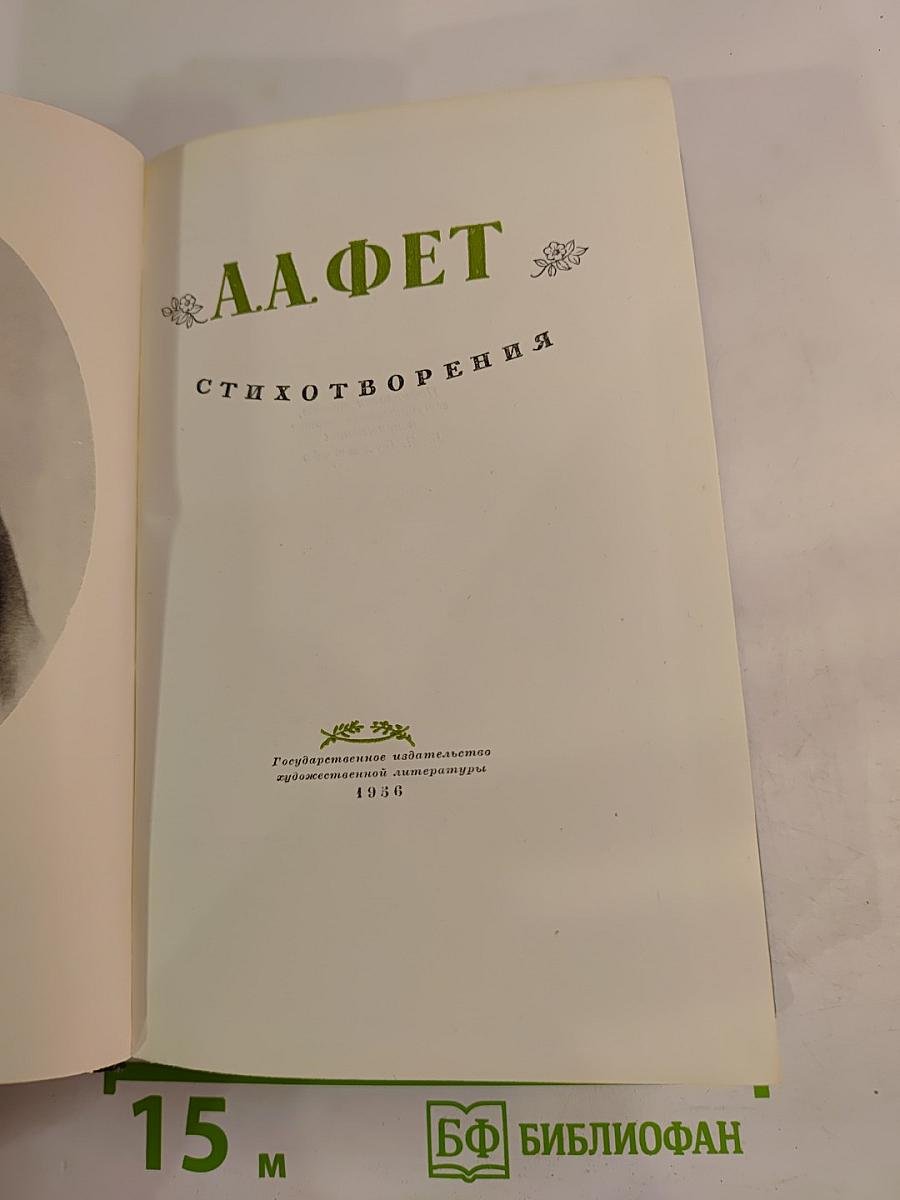 А.А.ФЕТ
СТИХОТВОРЕНИЯ
Государственное издательство
художественной литературы
1956
15 м
БФ БИБЛИОФАН